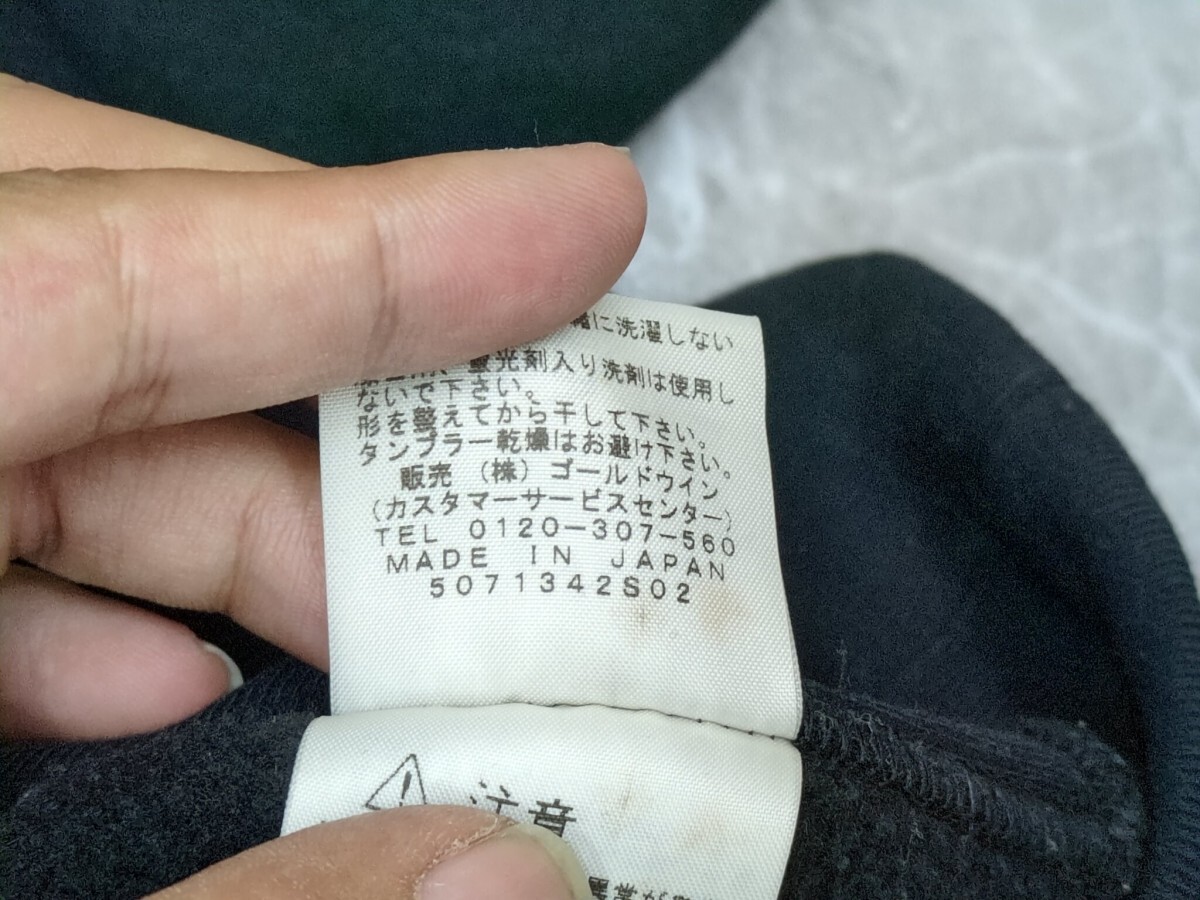 に洗濯しない
蛍光剤入り洗剤は使用し
ないで下さい。
形を整えてから干して下さい。
タンブラー乾燥はお避け下さい。
販売 (株) ゴールドウイン
(カスタマーサービスセンター)
TEL 0120-307-560
MADE IN JAPAN
5071342S02
注意